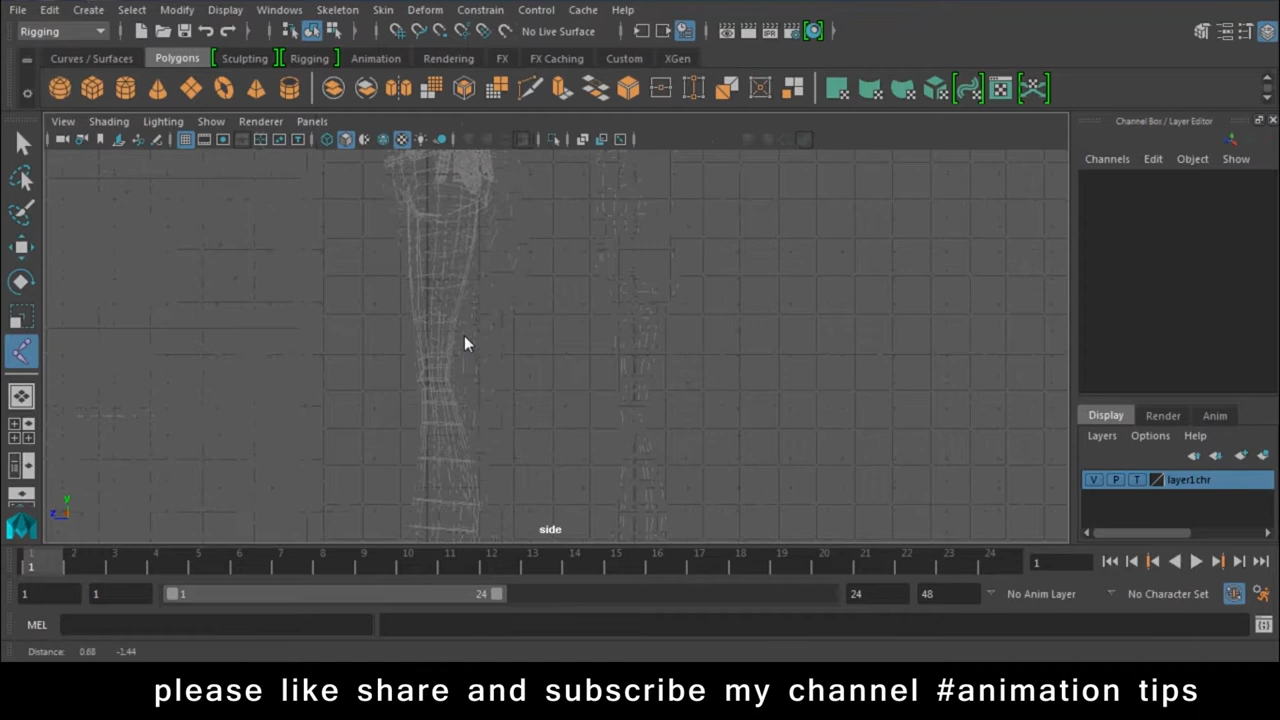 File Edit Create Select Modify Display Windows Skeleton Skin Deform Constrain Control Cache Help
Rigging No Live Surface
Curves / Surfaces Polygons Sculpting Rigging Animation Rendering FX FX Caching Custom XGen
View Shading Lighting Show Renderer Panels
Channel Box / Layer Editor
Channels Edit Object Show
Display Render Anim
Layers Options Help
V P T layer1chr
y
z
side
1 2 3 4 5 6 7 8 9 10 11 12 13 14 15 16 17 18 19 20 21 22 23 24
1 1
1 1 1 24 24 48 No Anim Layer No Character Set
MEL
Distance: 0.68 -1.44
please like share and subscribe my channel #animation tips